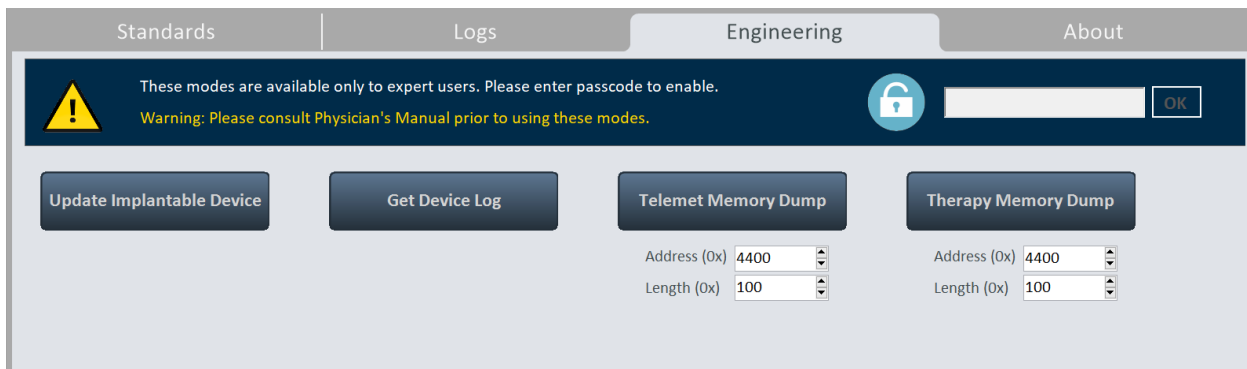 Standards
Logs
Engineering
About
These modes are available only to expert users. Please enter passcode to enable.
Warning: Please consult Physician's Manual prior to using these modes.
OK
Update Implantable Device
Get Device Log
Telemet Memory Dump
Therapy Memory Dump
Address (0x) 4400
Address (0x) 4400
Length (0x) 100
Length (0x) 100